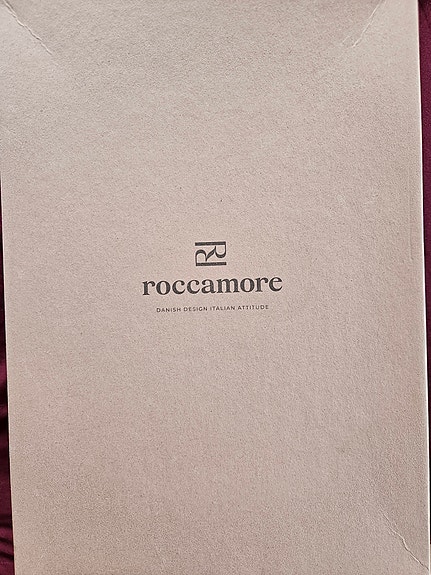 roccamore
DANISH DESIGN ITALIAN ATTITUDE